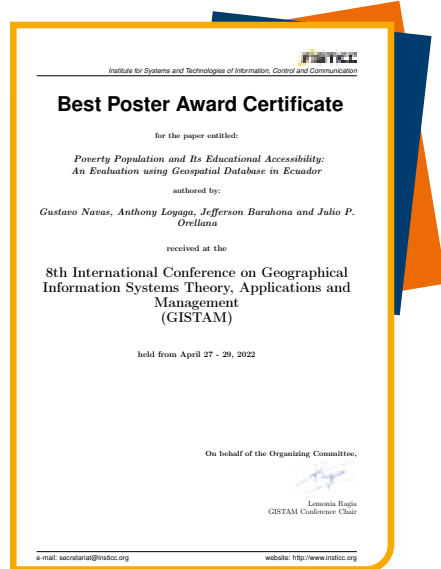 Institute for Systems and Technologies of Information, Control and Communication
Best Poster Award Certificate
for the paper entitled:
Poverty Population and Its Educational Accessibility:
An Evaluation using Geospatial Database in Ecuador
authored by:
Gustavo Navas, Anthony Loyaga, Jefferson Barahona and Julio P.
Orellana
received at the
8th International Conference on Geographical
Information Systems Theory, Applications and
Management
(GISTAM)
held from April 27 - 29, 2022
On behalf of the Organizing Committee,
Lemonia Ragia
GISTAM Conference Chair
e-mail: secretariat@insticc.org website: http://www.insticc.org